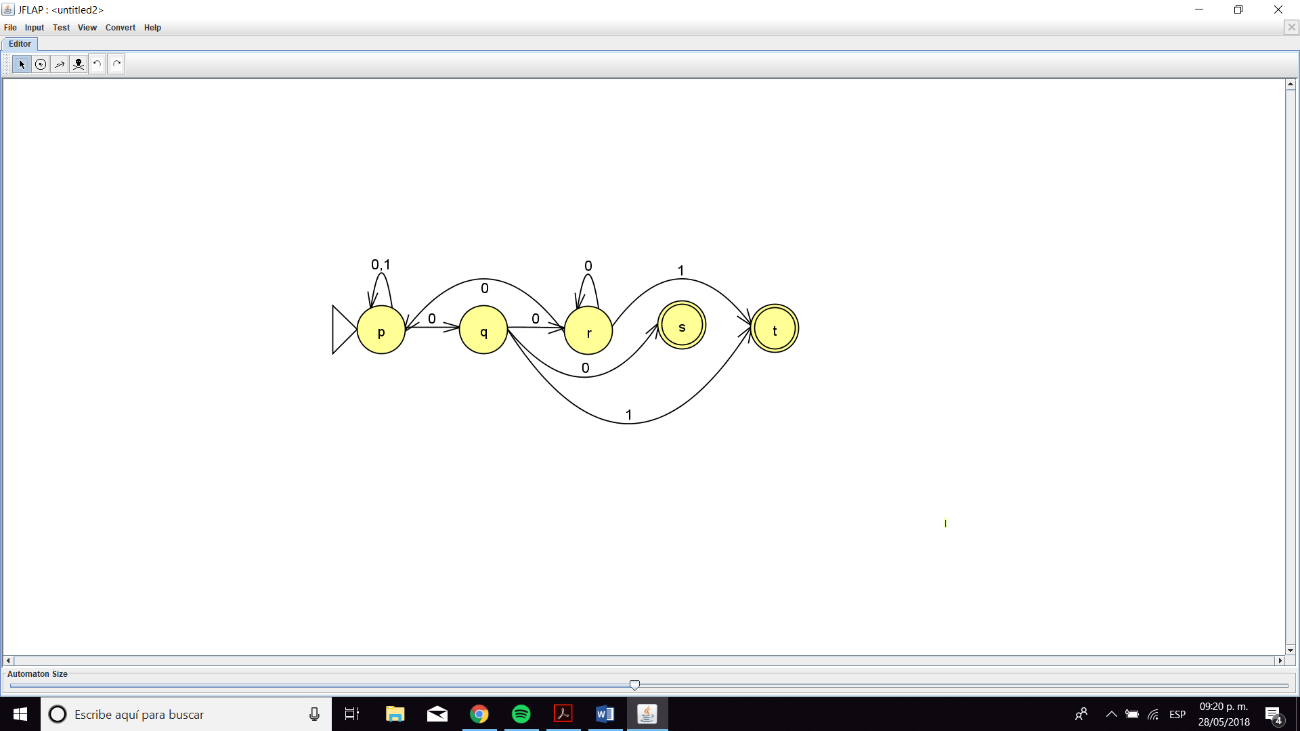 JFLAP : <untitled2>
File Input Test View Convert Help
Editor
0,1
0
1
0
0
0
p
q
r
s
t
0
1
Automaton Size
Escribe aquí para buscar
ESP
09:20 p. m.
28/05/2018
4